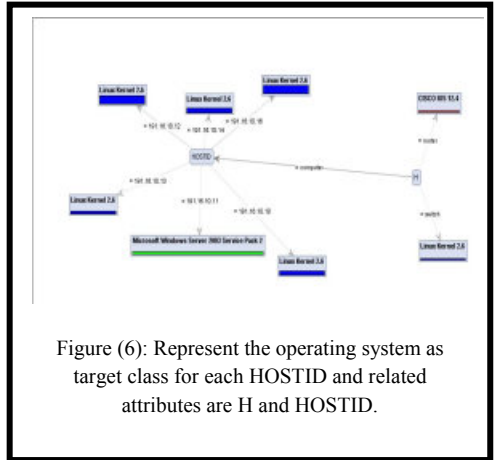 Linux Kernel 2.6
Linux Kernel 2.6
Linux Kernel 2.6
CISCO IOS 12.4
= router
HOSTID
= computer
H
Linux Kernel 2.6
= switch
Microsoft Windows Server 2003 Service Pack 2
Linux Kernel 2.6
Linux Kernel 2.6
Figure (6): Represent the operating system as
target class for each HOSTID and related
attributes are H and HOSTID.